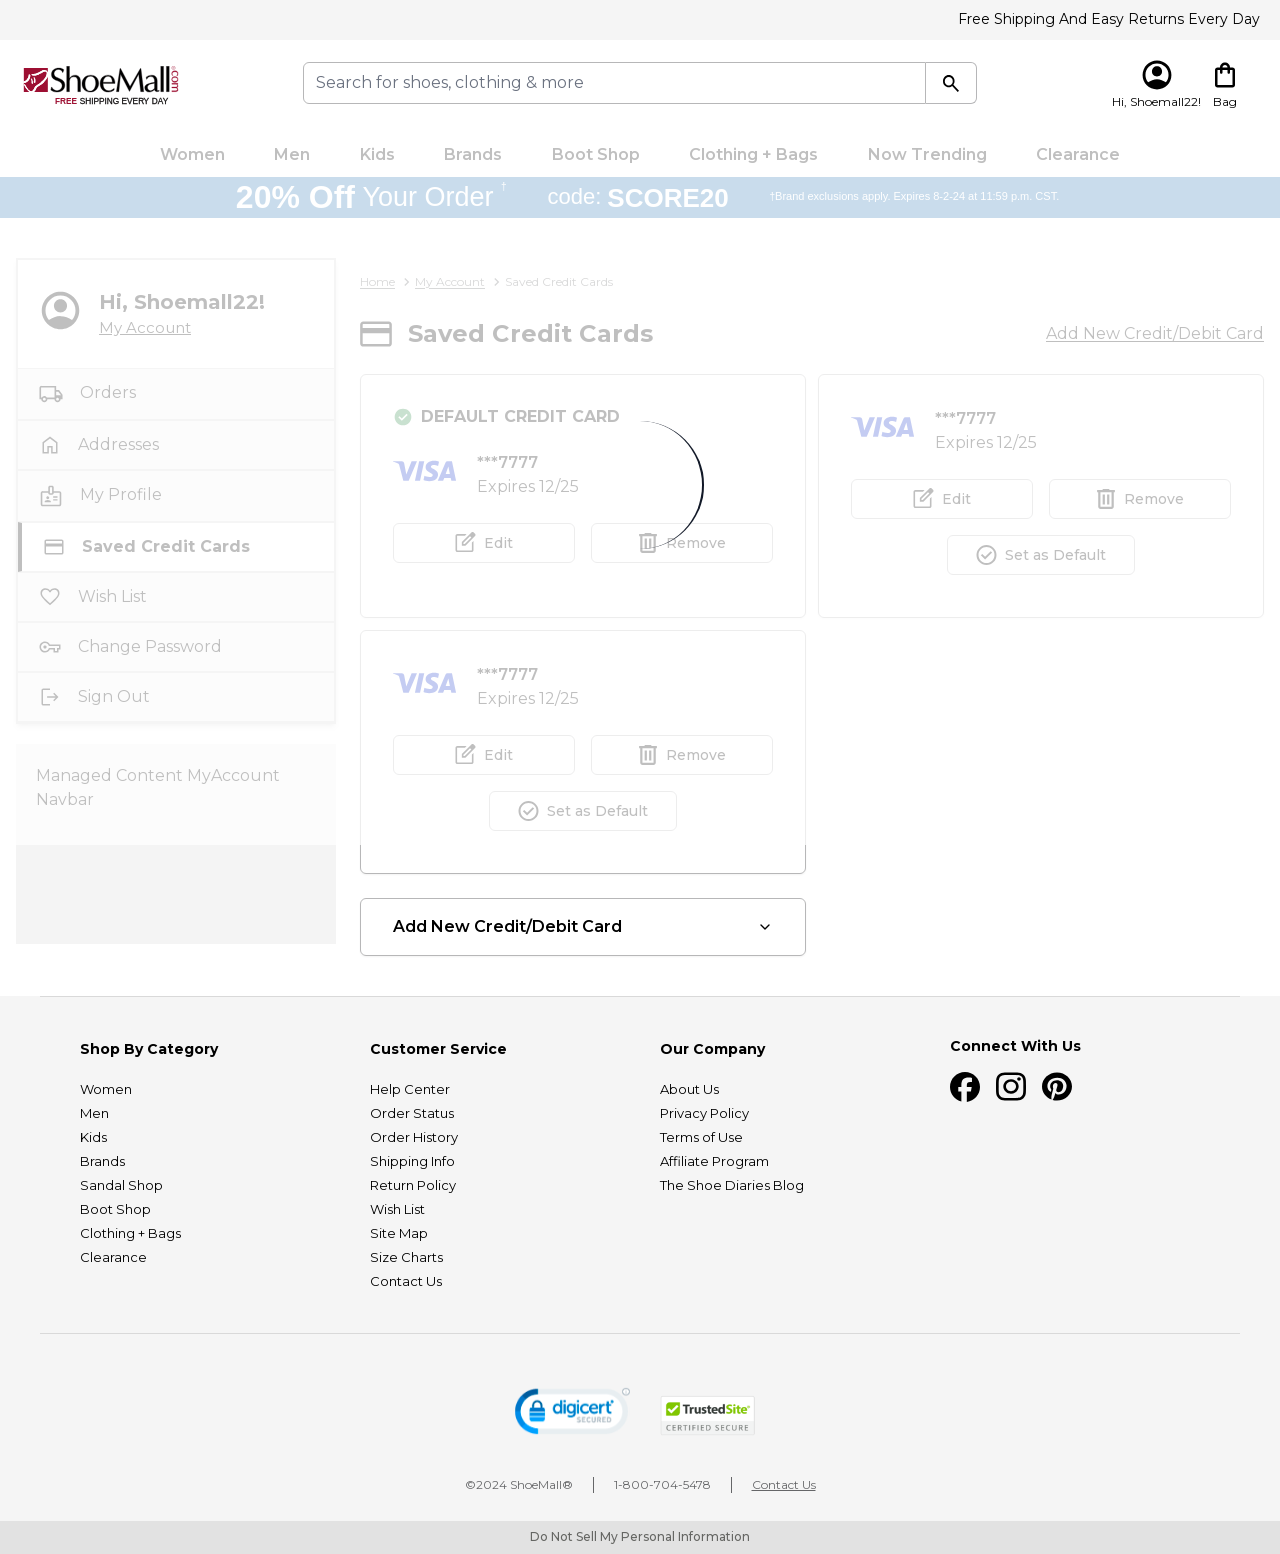 Free Shipping And Easy Returns Every Day
ShoeMall.com
FREE SHIPPING EVERY DAY
Search for shoes, clothing & more
Hi, Shoemall22!
Bag
Women
Men
Kids
Brands
Boot Shop
Clothing + Bags
Now Trending
Clearance
20% Off Your Order † code: SCORE20 †Brand exclusions apply. Expires 8-2-24 at 11:59 p.m. CST.
Hi, Shoemall22!
My Account
Orders
Addresses
My Profile
Saved Credit Cards
Wish List
Change Password
Sign Out
Managed Content MyAccount
Navbar
Home > My Account > Saved Credit Cards
Saved Credit Cards
Add New Credit/Debit Card
DEFAULT CREDIT CARD
VISA
***7777
Expires 12/25
Edit
Remove
VISA
***7777
Expires 12/25
Edit
Remove
Set as Default
VISA
***7777
Expires 12/25
Edit
Remove
Set as Default
Add New Credit/Debit Card
Shop By Category
Women
Men
Kids
Brands
Sandal Shop
Boot Shop
Clothing + Bags
Clearance
Customer Service
Help Center
Order Status
Order History
Shipping Info
Return Policy
Wish List
Site Map
Size Charts
Contact Us
Our Company
About Us
Privacy Policy
Terms of Use
Affiliate Program
The Shoe Diaries Blog
Connect With Us
digicert
SECURED
TrustedSite
CERTIFIED SECURE
©2024 ShoeMall®
1-800-704-5478
Contact Us
Do Not Sell My Personal Information